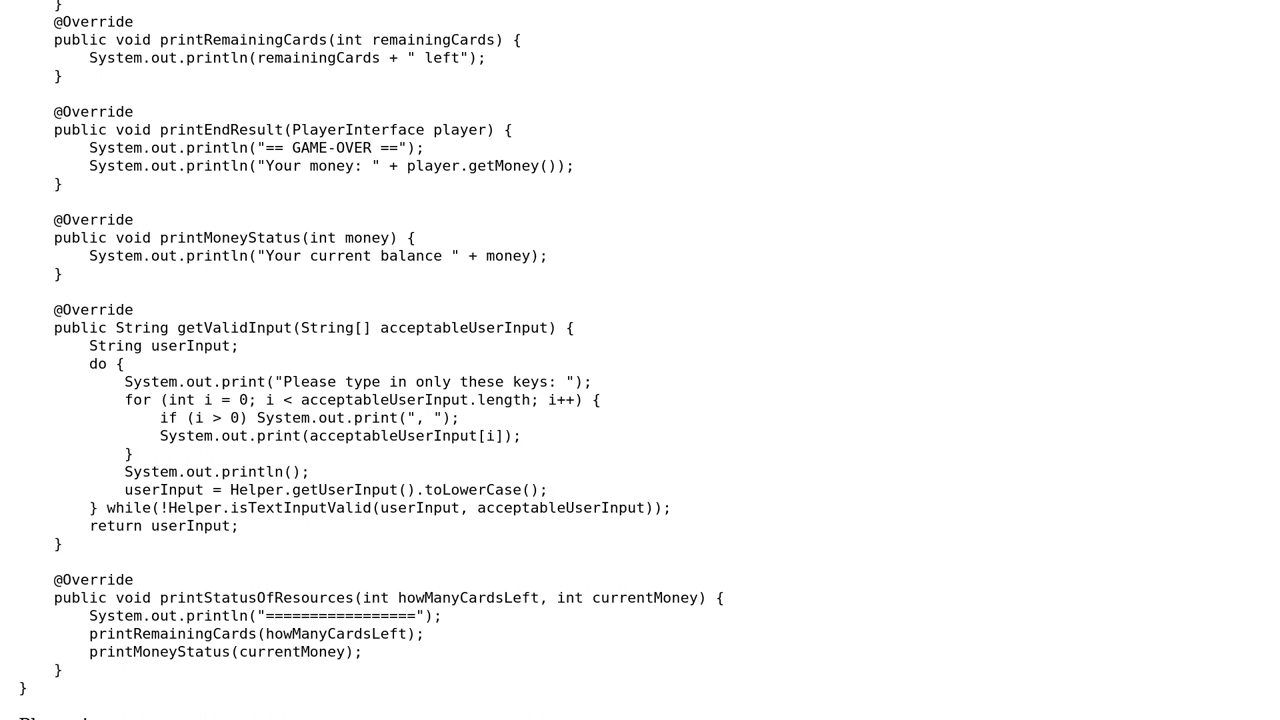 }
    @Override
    public void printRemainingCards(int remainingCards) {
        System.out.println(remainingCards + " left");
    }

    @Override
    public void printEndResult(PlayerInterface player) {
        System.out.println("== GAME-OVER ==");
        System.out.println("Your money: " + player.getMoney());
    }

    @Override
    public void printMoneyStatus(int money) {
        System.out.println("Your current balance " + money);
    }

    @Override
    public String getValidInput(String[] acceptableUserInput) {
        String userInput;
        do {
            System.out.print("Please type in only these keys: ");
            for (int i = 0; i < acceptableUserInput.length; i++) {
                if (i > 0) System.out.print(", ");
                System.out.print(acceptableUserInput[i]);
            }
            System.out.println();
            userInput = Helper.getUserInput().toLowerCase();
        } while(!Helper.isTextInputValid(userInput, acceptableUserInput));
        return userInput;
    }

    @Override
    public void printStatusOfResources(int howManyCardsLeft, int currentMoney) {
        System.out.println("=================");
        printRemainingCards(howManyCardsLeft);
        printMoneyStatus(currentMoney);
    }
}